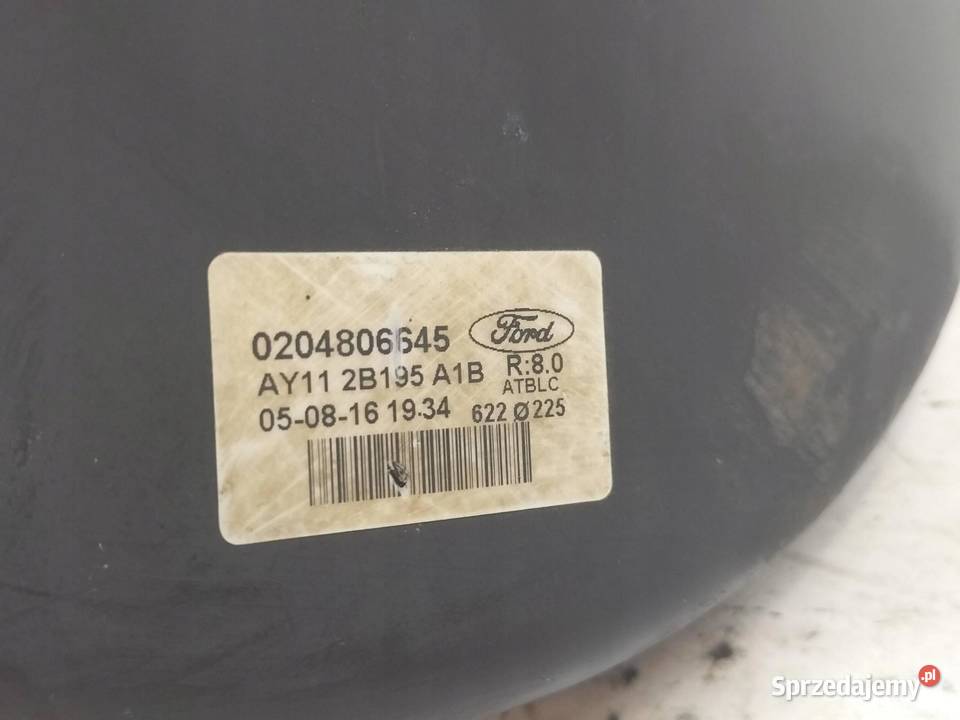 0204806645
Ford
AY11 2B195 A1B
R:8.0
ATBLC
05-08-16 19.34
622 Ø 225
Sprzedajemy.pl